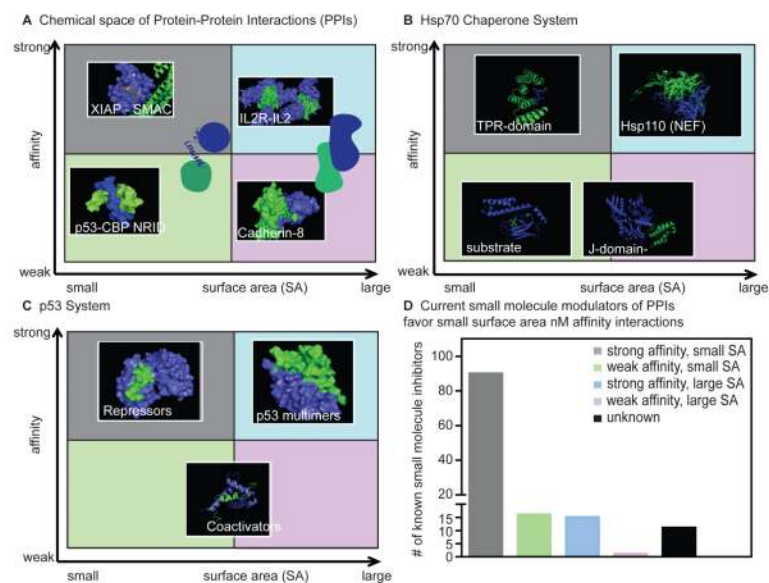 A Chemical space of Protein-Protein Interactions (PPIs)
strong
affinity
weak
XIAP - SMAC
IL2R-IL2
p53-CBP NRID
Cadherin-8
small
surface area (SA)
large
B Hsp70 Chaperone System
strong
affinity
weak
TPR-domain
Hsp110 (NEF)
substrate
J-domain-
small
surface area (SA)
large
C p53 System
strong
affinity
weak
Repressors
p53 multimers
Coactivators
small
surface area (SA)
large
D Current small molecule modulators of PPIs
favor small surface area nM affinity interactions
# of known small molecule inhibitors
100
80
60
40
20
15
10
5
0
strong affinity, small SA
weak affinity, small SA
strong affinity, large SA
weak affinity, large SA
unknown